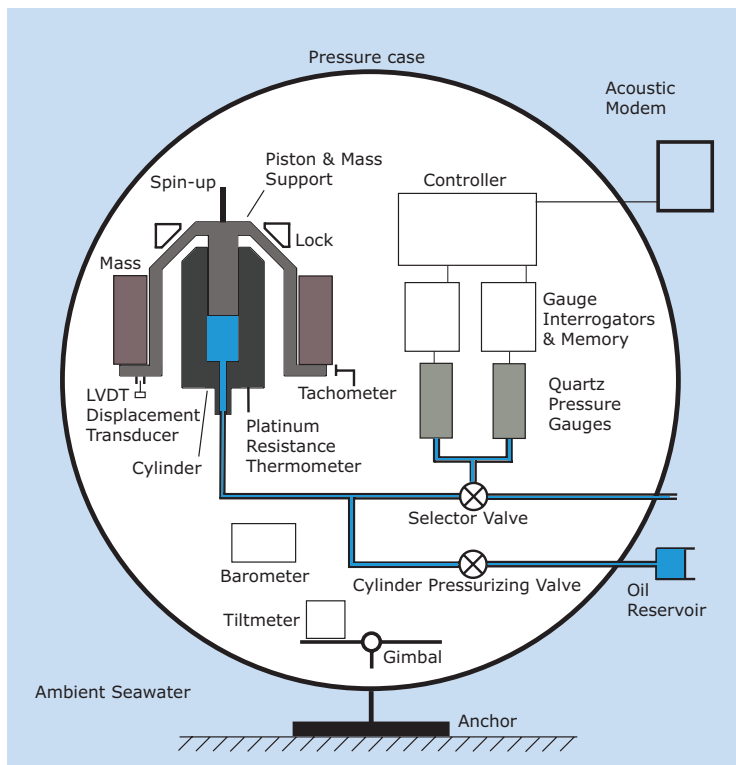 Pressure case
Acoustic
Modem
Piston & Mass
Support
Spin-up
Controller
Lock
Mass
Gauge
Interrogators
& Memory
LVDT
Displacement
Transducer
Tachometer
Quartz
Pressure
Gauges
Platinum
Resistance
Thermometer
Cylinder
Selector Valve
Barometer
Cylinder Pressurizing Valve
Oil
Reservoir
Tiltmeter
Gimbal
Ambient Seawater
Anchor